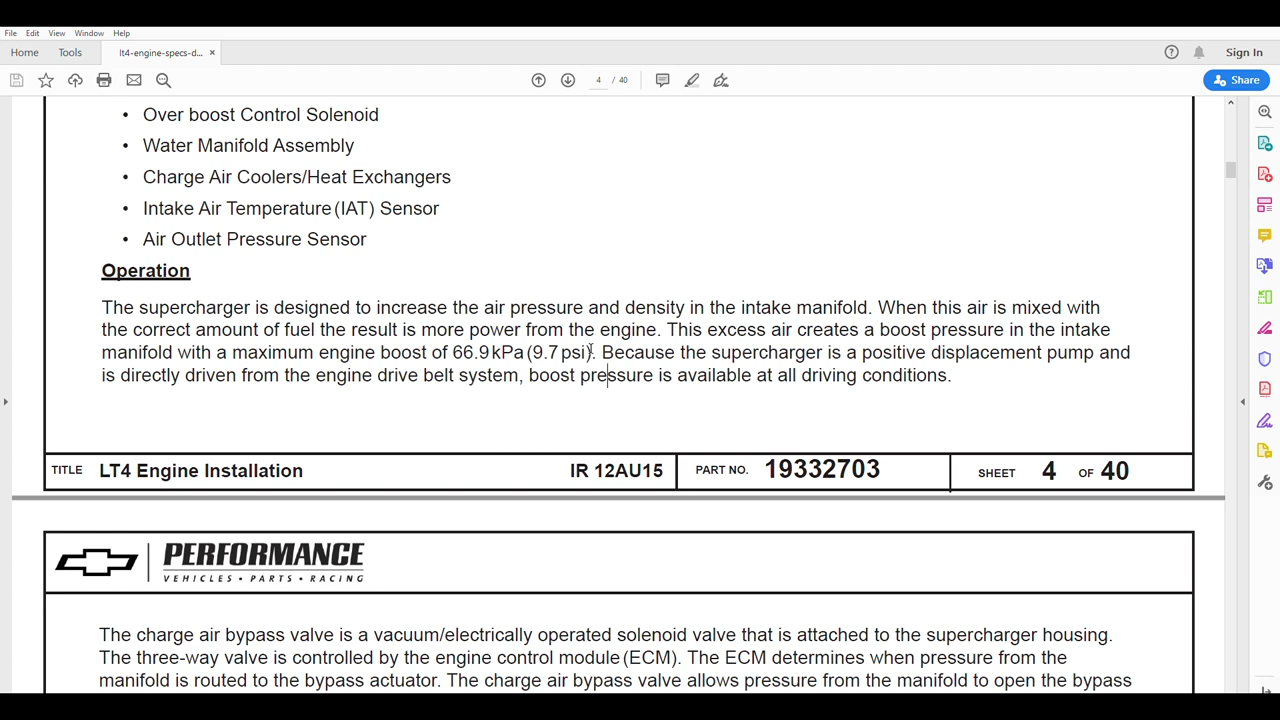 File Edit View Window Help
Home Tools lt4-engine-specs-d... × Sign In
4 / 40 Share
• Over boost Control Solenoid
• Water Manifold Assembly
• Charge Air Coolers/Heat Exchangers
• Intake Air Temperature (IAT) Sensor
• Air Outlet Pressure Sensor
Operation
The supercharger is designed to increase the air pressure and density in the intake manifold. When this air is mixed with
the correct amount of fuel the result is more power from the engine. This excess air creates a boost pressure in the intake
manifold with a maximum engine boost of 66.9 kPa (9.7 psi). Because the supercharger is a positive displacement pump and
is directly driven from the engine drive belt system, boost pressure is available at all driving conditions.
TITLE LT4 Engine Installation IR 12AU15 PART NO. 19332703 SHEET 4 OF 40
PERFORMANCE
VEHICLES • PARTS • RACING
The charge air bypass valve is a vacuum/electrically operated solenoid valve that is attached to the supercharger housing.
The three-way valve is controlled by the engine control module (ECM). The ECM determines when pressure from the
manifold is routed to the bypass actuator. The charge air bypass valve allows pressure from the manifold to open the bypass